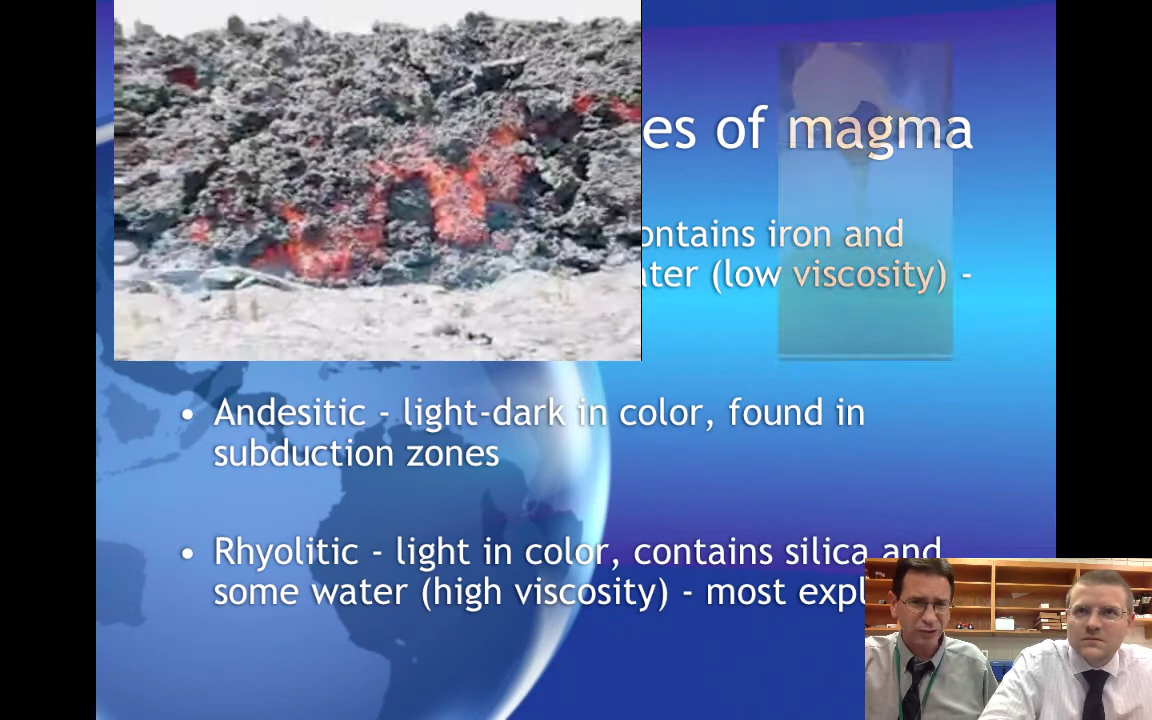 es of magma
ontains iron and
ater (low viscosity) -
• Andesitic - light-dark in color, found in
subduction zones
• Rhyolitic - light in color, contains silica and
some water (high viscosity) - most expl